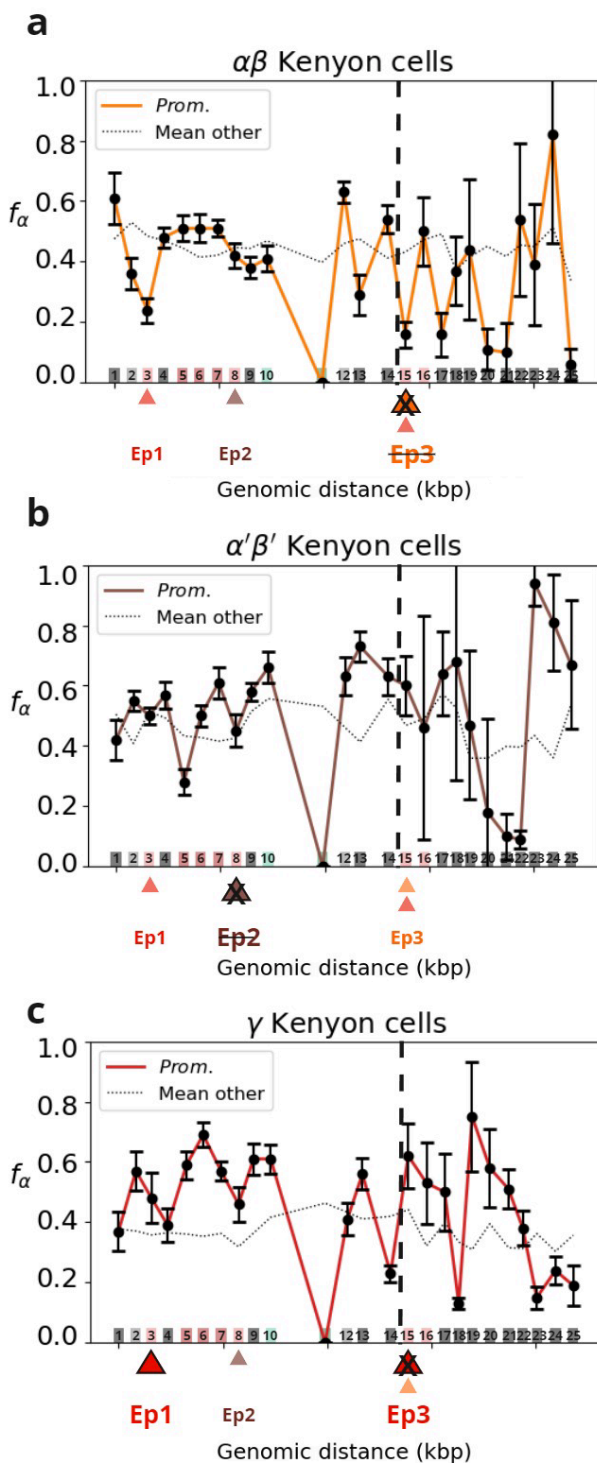 a
αβ Kenyon cells
Prom.
Mean other
1.0
0.8
0.6
0.4
0.2
0.0
fα
1 2 3 4 5 6 7 8 9 10 12 13 14 15 16 17 18 19 20 21 22 23 24 25
Ep1 Ep2 Ep3
Genomic distance (kbp)
b
α′β′ Kenyon cells
Prom.
Mean other
1.0
0.8
0.6
0.4
0.2
0.0
fα
1 2 3 4 5 6 7 8 9 10 12 13 14 15 16 17 18 19 20 21 22 23 24 25
Ep1 Ep2 Ep3
Genomic distance (kbp)
c
γ Kenyon cells
Prom.
Mean other
1.0
0.8
0.6
0.4
0.2
0.0
fα
1 2 3 4 5 6 7 8 9 10 12 13 14 15 16 17 18 19 20 21 22 23 24 25
Ep1 Ep2 Ep3
Genomic distance (kbp)